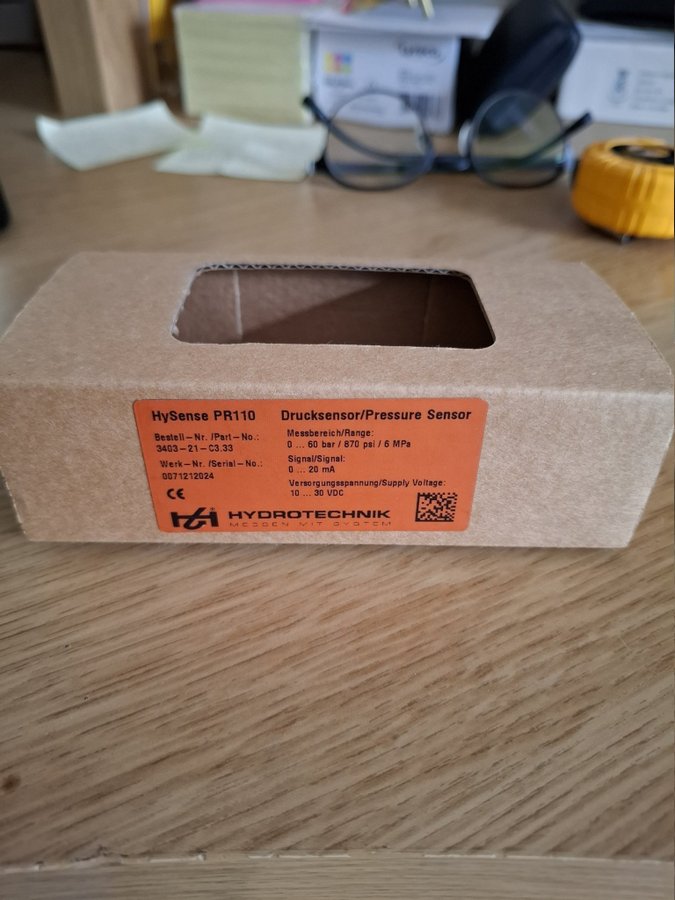 HySense PR110
Drucksensor/Pressure Sensor
Bestell-Nr./Part-No.:
3403-21-C3.33
Werk-Nr./Serial-No.:
0071212024
CE
Messbereich/Range:
0 ... 60 bar / 870 psi / 6 MPa
Signal/Signal:
0 ... 20 mA
Versorgungsspannung/Supply Voltage:
10 ... 30 VDC
HYDROTECHNIK
MESSEN MIT SYSTEM